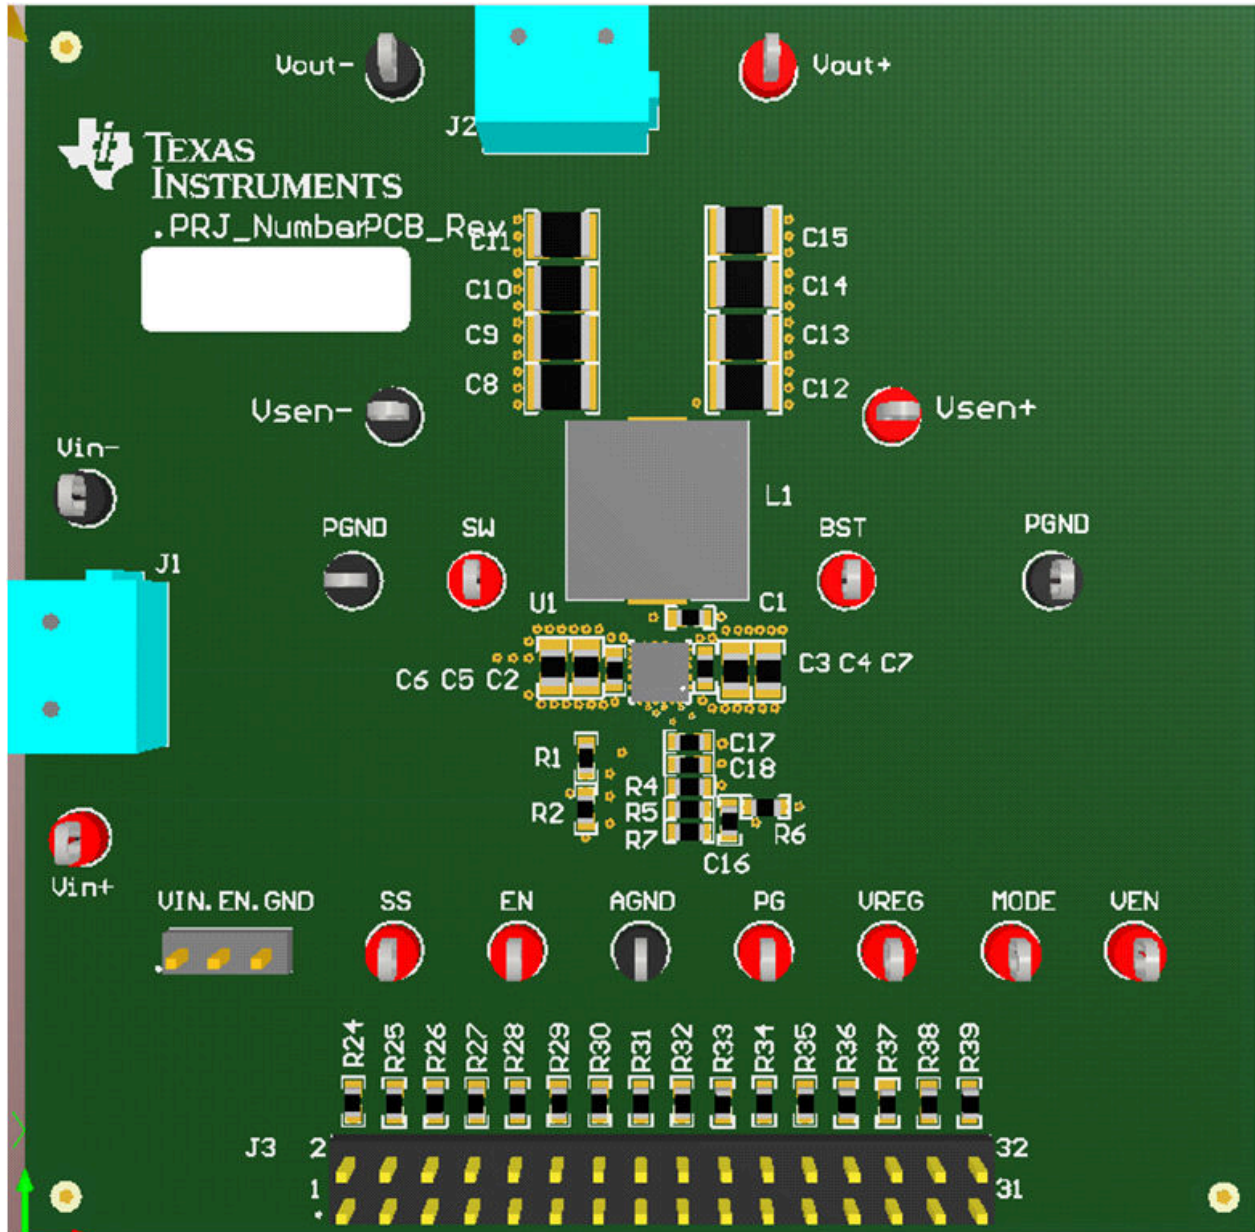 Vout-
Vout+
J2
TEXAS
INSTRUMENTS
.PRJ_NumberPCB_Rev
C11
C15
C10
C14
C9
C13
C8
C12
Vsen-
Vsen+
Vin-
L1
PGND
SW
BST
PGND
J1
U1
C1
C6 C5 C2
C3 C4 C7
R1
C17
C18
R4
R2
R5
R6
R7
C16
Vin+
VIN.EN.GND
SS
EN
AGND
PG
VREG
MODE
VEN
R24
R25
R26
R27
R28
R29
R30
R31
R32
R33
R34
R35
R36
R37
R38
R39
J3
2
32
1
31